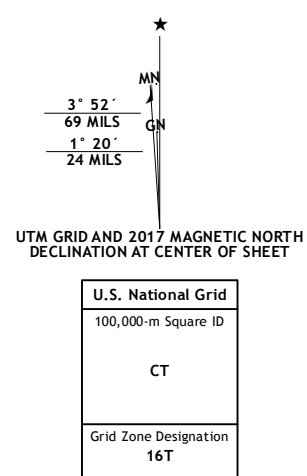 ★
MN
3° 52´
69 MILS
GN
1° 20´
24 MILS
UTM GRID AND 2017 MAGNETIC NORTH
DECLINATION AT CENTER OF SHEET
U.S. National Grid
100,000-m Square ID
CT
Grid Zone Designation
16T